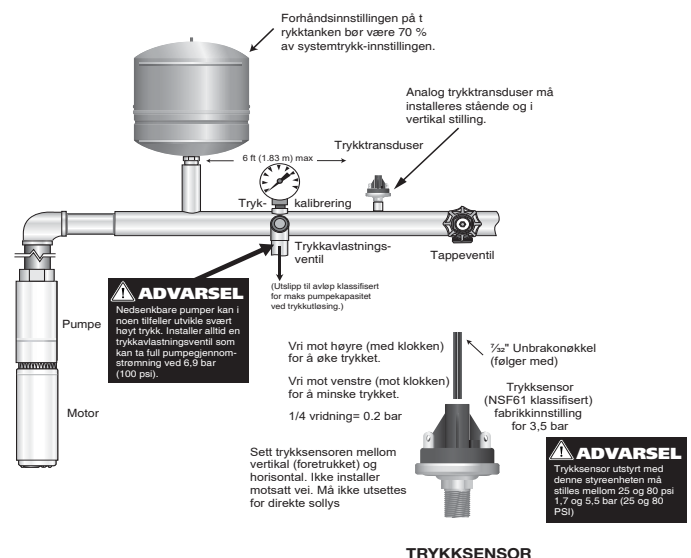 Forhåndsinnstillingen på t
rykktanken bør være 70 %
av systemtrykk-innstillingen.
Analog trykktransduser må
installeres stående og i
vertikal stilling.
Trykktransduser
6 ft (1.83 m) max
Tryk-
kalibrering
Trykkavlastnings-
ventil
Tappeventil
(Utslipp til avløp klassifisert
for maks pumpekapasitet
ved trykkutløsing.)
ADVARSEL
Nedsenkbare pumper kan i
noen tilfeller utvikle svært
høyt trykk. Installer alltid en
trykkavlastningsventil som
kan ta full pumpegjennom-
strømning ved 6,9 bar
(100 psi).
Pumpe
Motor
Vri mot høyre (med klokken)
for å øke trykket.
Vri mot venstre (mot klokken)
for å minske trykket.
1/4 vridning= 0.2 bar
7/32" Unbrakonøkkel
(følger med)
Trykksensor
(NSF61 klassifisert)
fabrikkinnstilling
for 3,5 bar
Sett trykksensoren mellom
vertikal (foretrukket) og
horisontal. Ikke installer
motsatt vei. Må ikke utsettes
for direkte sollys
ADVARSEL
Trykksensor utstyrt med
denne styreenheten må
stilles mellom 25 og 80 psi
1,7 og 5,5 bar (25 og 80
PSI)
TRYKKSENSOR